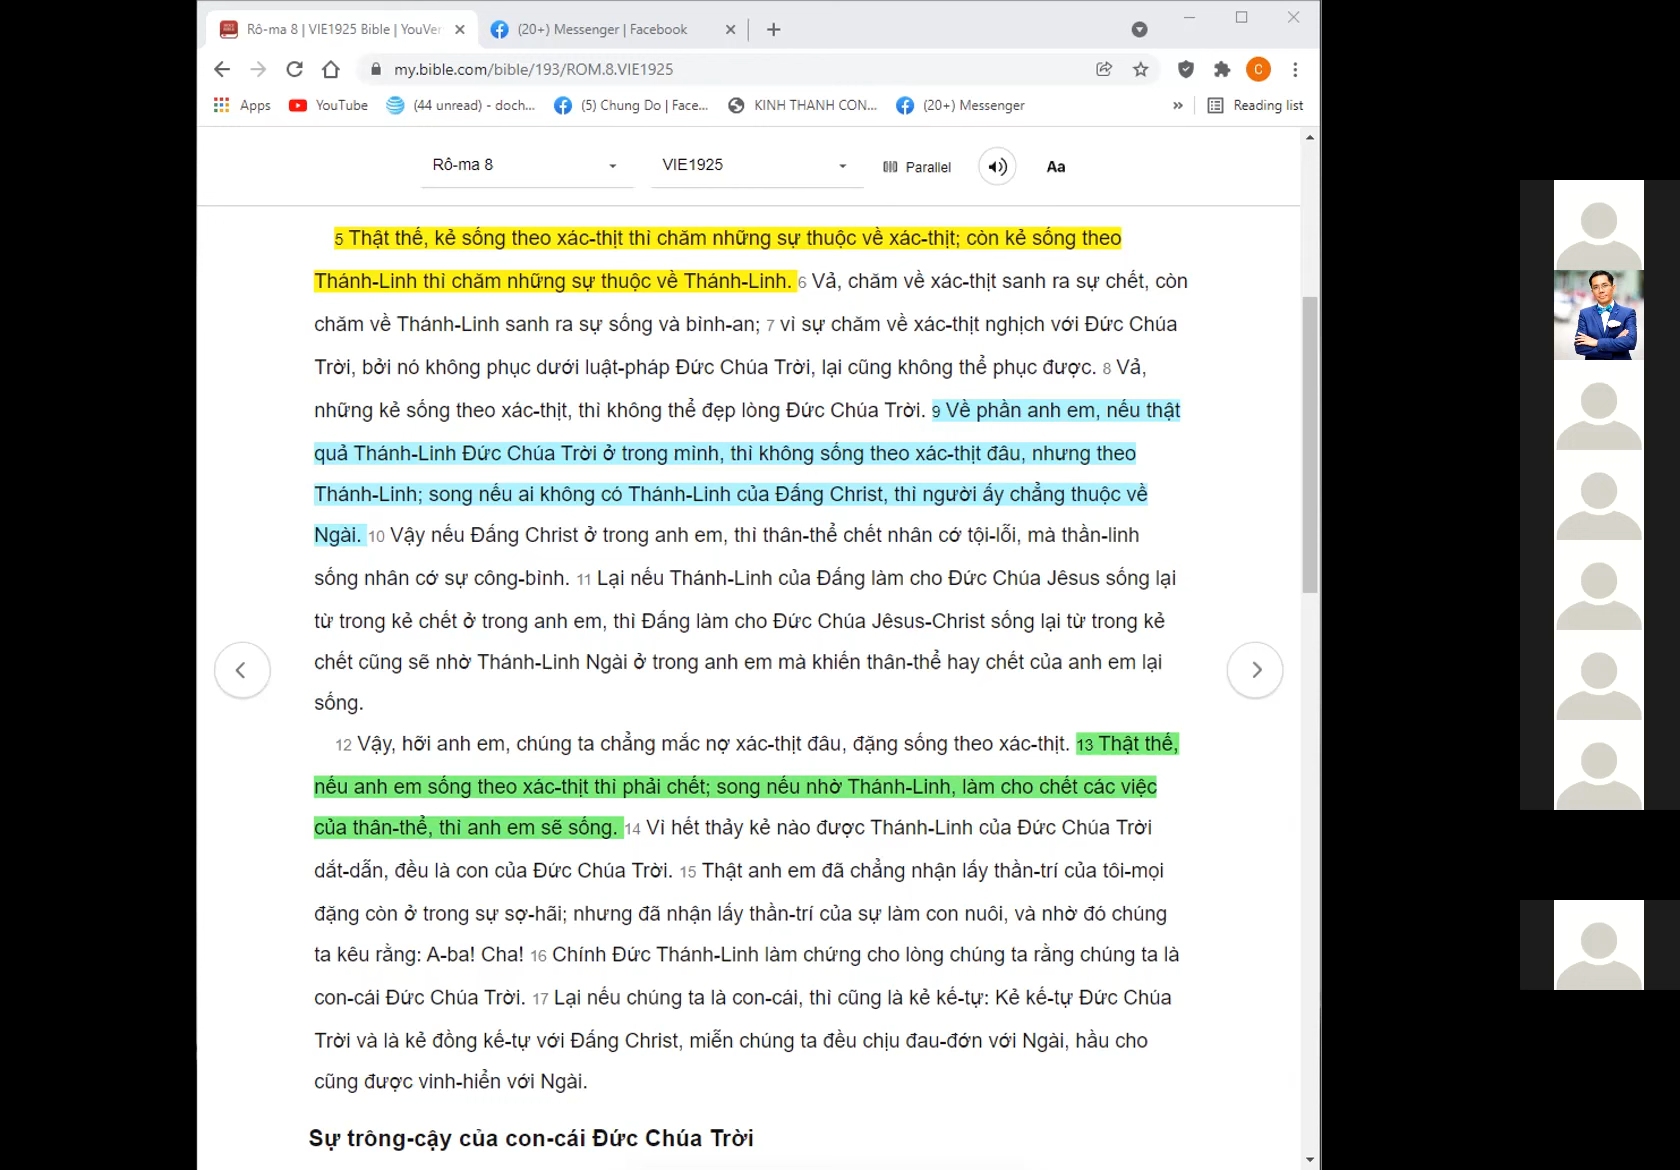 Rô-ma 8 | VIE1925 Bible | YouVer
(20+) Messenger | Facebook
my.bible.com/bible/193/ROM.8.VIE1925
C
Apps YouTube (44 unread) - doch... (5) Chung Do | Face... KINH THANH CON... (20+) Messenger » Reading list
Rô-ma 8 VIE1925 Parallel Aa
5 Thật thế, kẻ sống theo xác-thịt thì chăm những sự thuộc về xác-thịt; còn kẻ sống theo
Thánh-Linh thì chăm những sự thuộc về Thánh-Linh. 6 Vả, chăm về xác-thịt sanh ra sự chết, còn
chăm về Thánh-Linh sanh ra sự sống và bình-an; 7 vì sự chăm về xác-thịt nghịch với Đức Chúa
Trời, bởi nó không phục dưới luật-pháp Đức Chúa Trời, lại cũng không thể phục được. 8 Vả,
những kẻ sống theo xác-thịt, thì không thể đẹp lòng Đức Chúa Trời. 9 Về phần anh em, nếu thật
quả Thánh-Linh Đức Chúa Trời ở trong mình, thì không sống theo xác-thịt đâu, nhưng theo
Thánh-Linh; song nếu ai không có Thánh-Linh của Đấng Christ, thì người ấy chẳng thuộc về
Ngài. 10 Vậy nếu Đấng Christ ở trong anh em, thì thân-thể chết nhân cớ tội-lỗi, mà thần-linh
sống nhân cớ sự công-bình. 11 Lại nếu Thánh-Linh của Đấng làm cho Đức Chúa Jêsus sống lại
từ trong kẻ chết ở trong anh em, thì Đấng làm cho Đức Chúa Jêsus-Christ sống lại từ trong kẻ
chết cũng sẽ nhờ Thánh-Linh Ngài ở trong anh em mà khiến thân-thể hay chết của anh em lại
sống.
12 Vậy, hỡi anh em, chúng ta chẳng mắc nợ xác-thịt đâu, đặng sống theo xác-thịt. 13 Thật thế,
nếu anh em sống theo xác-thịt thì phải chết; song nếu nhờ Thánh-Linh, làm cho chết các việc
của thân-thể, thì anh em sẽ sống. 14 Vì hết thảy kẻ nào được Thánh-Linh của Đức Chúa Trời
dắt-dẫn, đều là con của Đức Chúa Trời. 15 Thật anh em đã chẳng nhận lấy thần-trí của tôi-mọi
đặng còn ở trong sự sợ-hãi; nhưng đã nhận lấy thần-trí của sự làm con nuôi, và nhờ đó chúng
ta kêu rằng: A-ba! Cha! 16 Chính Đức Thánh-Linh làm chứng cho lòng chúng ta rằng chúng ta là
con-cái Đức Chúa Trời. 17 Lại nếu chúng ta là con-cái, thì cũng là kẻ kế-tự: Kẻ kế-tự Đức Chúa
Trời và là kẻ đồng kế-tự với Đấng Christ, miễn chúng ta đều chịu đau-đớn với Ngài, hầu cho
cũng được vinh-hiển với Ngài.
Sự trông-cậy của con-cái Đức Chúa Trời